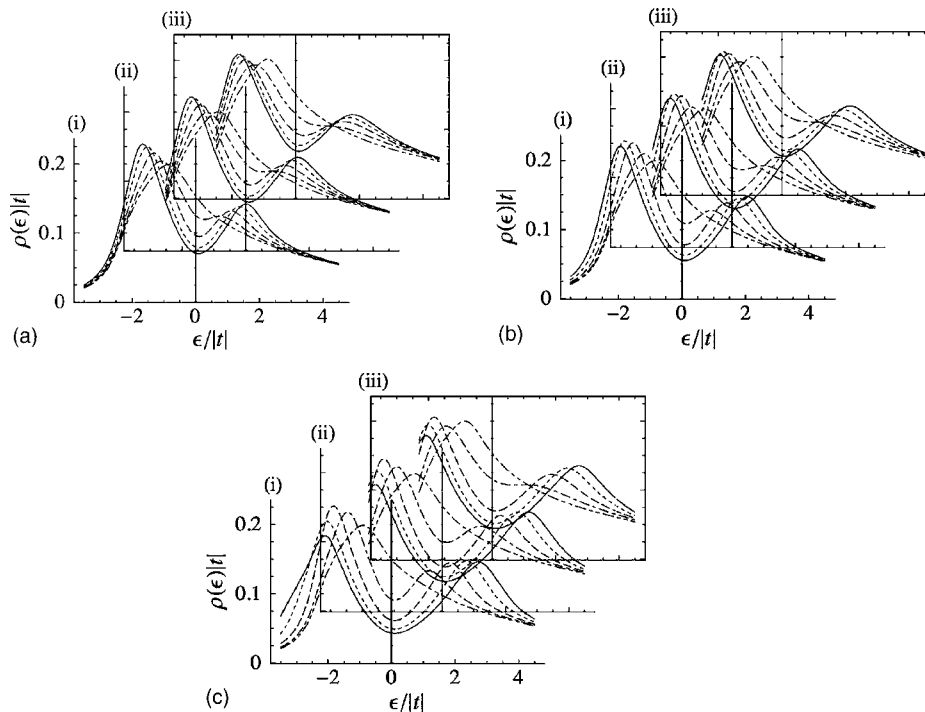 (iii)
(ii)
(i)
0.2
0.1
0
ρ(ϵ)|t|
−2 0 2 4
ϵ/|t|
(a)
(iii)
(ii)
(i)
0.2
0.1
0
ρ(ϵ)|t|
−2 0 2 4
ϵ/|t|
(b)
(iii)
(ii)
(i)
0.2
0.1
0
ρ(ϵ)|t|
−2 0 2 4
ϵ/|t|
(c)